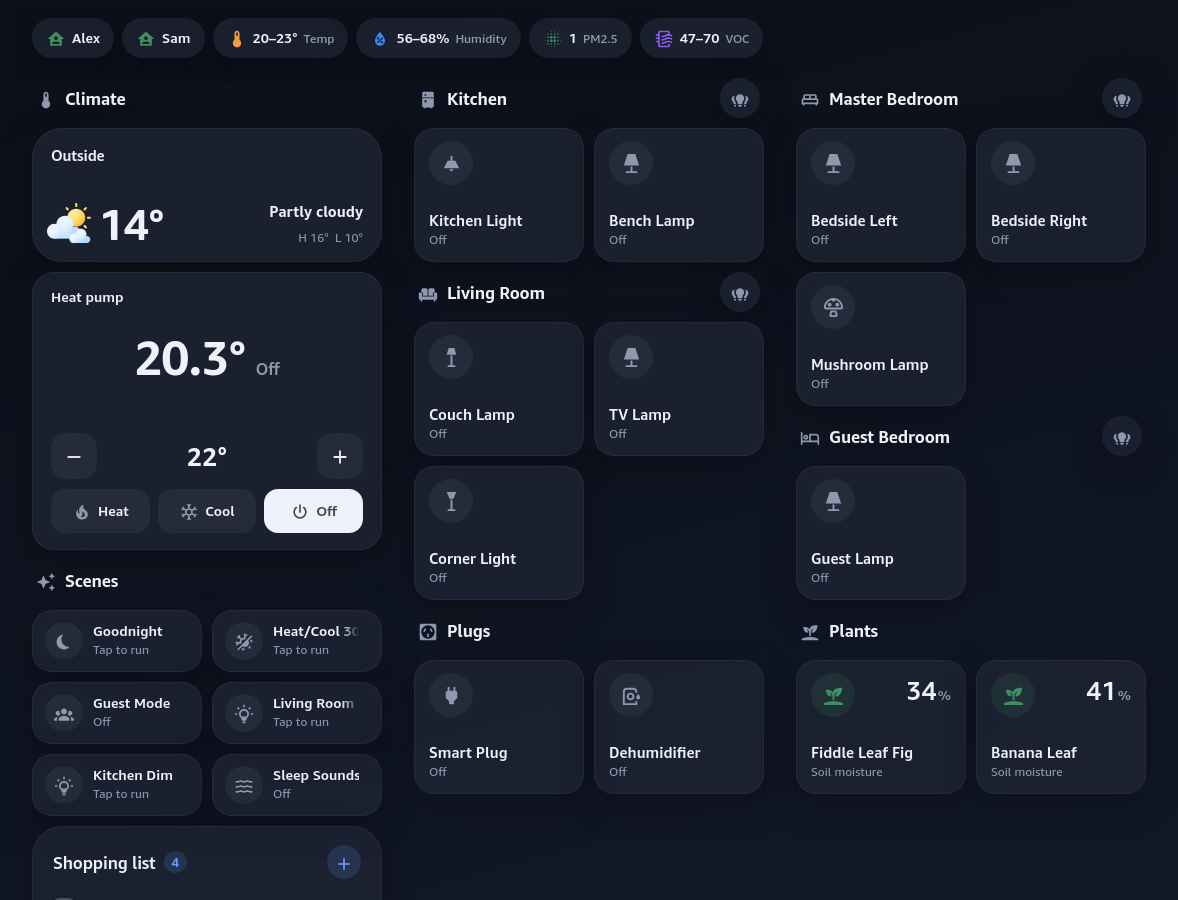 Alex
Sam
20–23° Temp
56–68% Humidity
1 PM2.5
47–70 VOC
Climate
Outside
14°
Partly cloudy
H 16° L 10°
Heat pump
20.3° Off
22°
Heat
Cool
Off
Scenes
Goodnight
Tap to run
Heat/Cool 30
Tap to run
Guest Mode
Off
Living Room
Tap to run
Kitchen Dim
Tap to run
Sleep Sounds
Off
Shopping list 4
Kitchen
Kitchen Light
Off
Bench Lamp
Off
Living Room
Couch Lamp
Off
TV Lamp
Off
Corner Light
Off
Plugs
Smart Plug
Off
Dehumidifier
Off
Master Bedroom
Bedside Left
Off
Bedside Right
Off
Mushroom Lamp
Off
Guest Bedroom
Guest Lamp
Off
Plants
34%
Fiddle Leaf Fig
Soil moisture
41%
Banana Leaf
Soil moisture